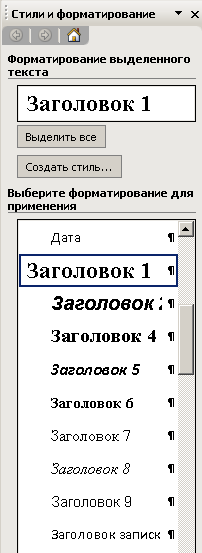 Стили и форматирование
Форматирование выделенного
текста
Заголовок 1
Выделить все
Создать стиль...
Выберите форматирование для
применения
Дата ¶
Заголовок 1 ¶
Заголовок 2 ¶
Заголовок 4 ¶
Заголовок 5 ¶
Заголовок 6 ¶
Заголовок 7 ¶
Заголовок 8 ¶
Заголовок 9 ¶
Заголовок записк ¶